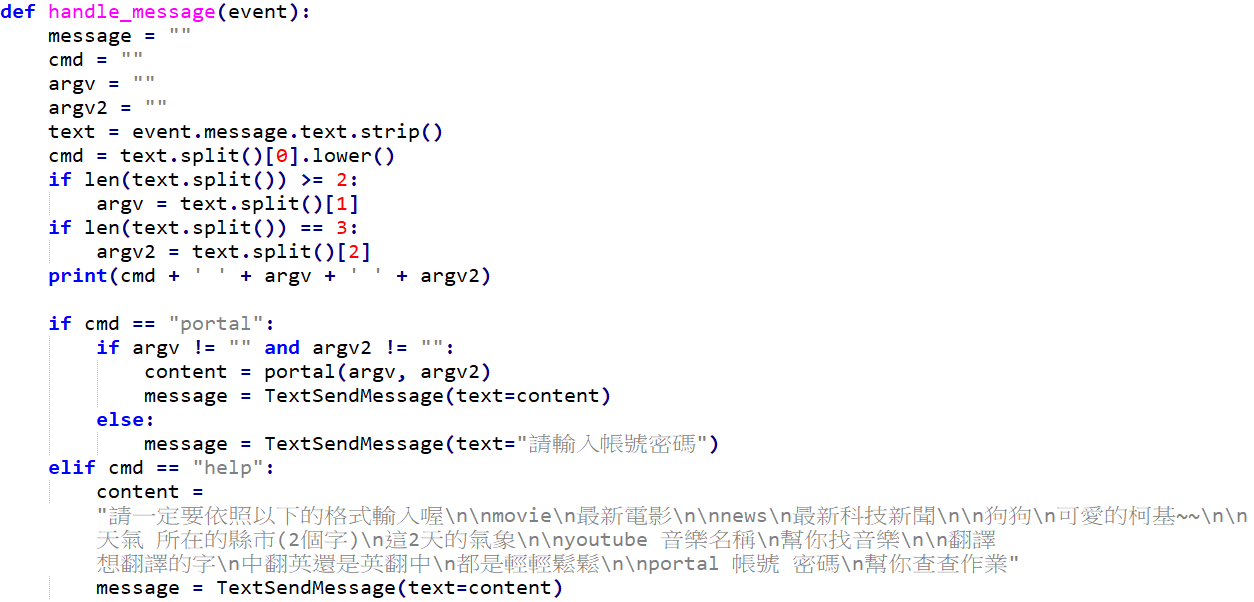 def handle_message(event):
    message = ""
    cmd = ""
    argv = ""
    argv2 = ""
    text = event.message.text.strip()
    cmd = text.split()[0].lower()
    if len(text.split()) >= 2:
        argv = text.split()[1]
    if len(text.split()) == 3:
        argv2 = text.split()[2]
    print(cmd + ' ' + argv + ' ' + argv2)

    if cmd == "portal":
        if argv != "" and argv2 != "":
            content = portal(argv, argv2)
            message = TextSendMessage(text=content)
        else:
            message = TextSendMessage(text="請輸入帳號密碼")
    elif cmd == "help":
        content =
        "請一定要依照以下的格式輸入喔\n\nmovie\n最新電影\n\nnews\n最新科技新聞\n\n狗狗\n可愛的柯基~~\n\n
        天氣 所在的縣市(2個字)\n這2天的氣象\n\nyoutube 音樂名稱\n幫你找音樂\n\n翻譯
        想翻譯的字\n中翻英還是英翻中\n都是輕輕鬆鬆\n\nportal 帳號 密碼\n幫你查查作業"
        message = TextSendMessage(text=content)